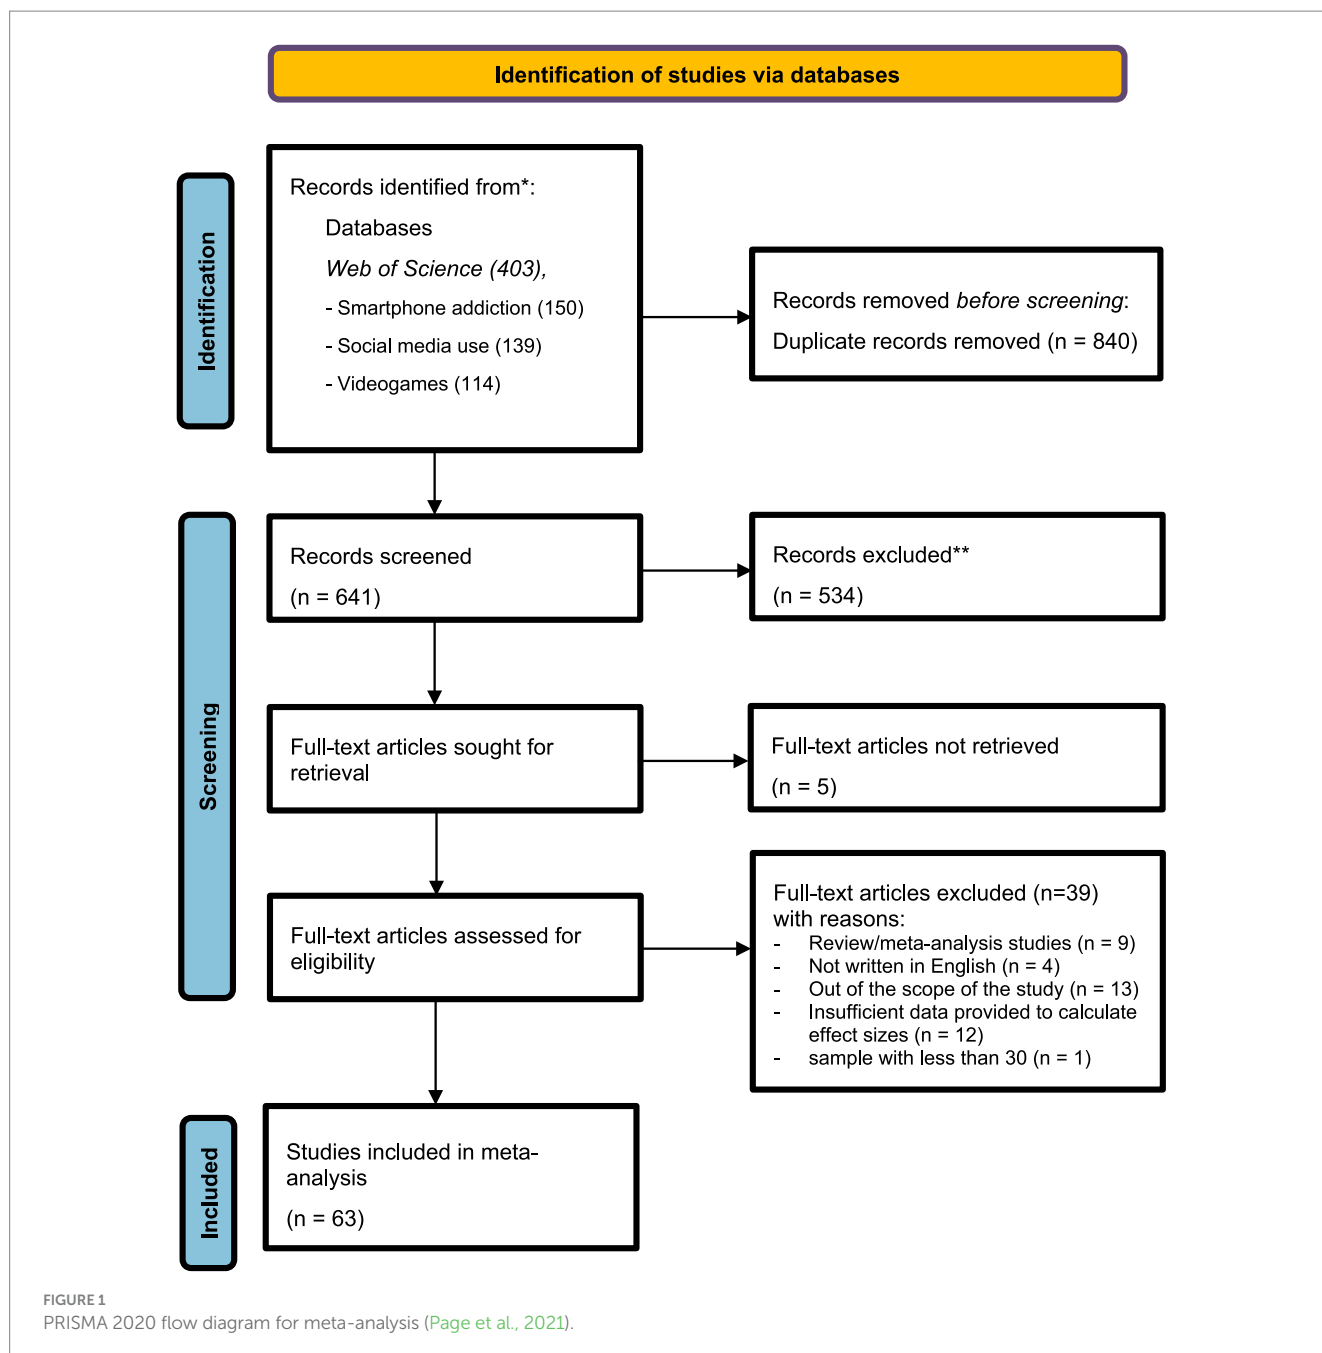 Identification of studies via databases
Identification
Records identified from*:
Databases
Web of Science (403),
- Smartphone addiction (150)
- Social media use (139)
- Videogames (114)
Records removed before screening:
Duplicate records removed (n = 840)
Screening
Records screened
(n = 641)
Records excluded**
(n = 534)
Full-text articles sought for
retrieval
Full-text articles not retrieved
(n = 5)
Full-text articles assessed for
eligibility
Full-text articles excluded (n=39)
with reasons:
- Review/meta-analysis studies (n = 9)
- Not written in English (n = 4)
- Out of the scope of the study (n = 13)
- Insufficient data provided to calculate
effect sizes (n = 12)
- sample with less than 30 (n = 1)
Included
Studies included in meta-
analysis
(n = 63)
FIGURE 1
PRISMA 2020 flow diagram for meta-analysis (Page et al., 2021).